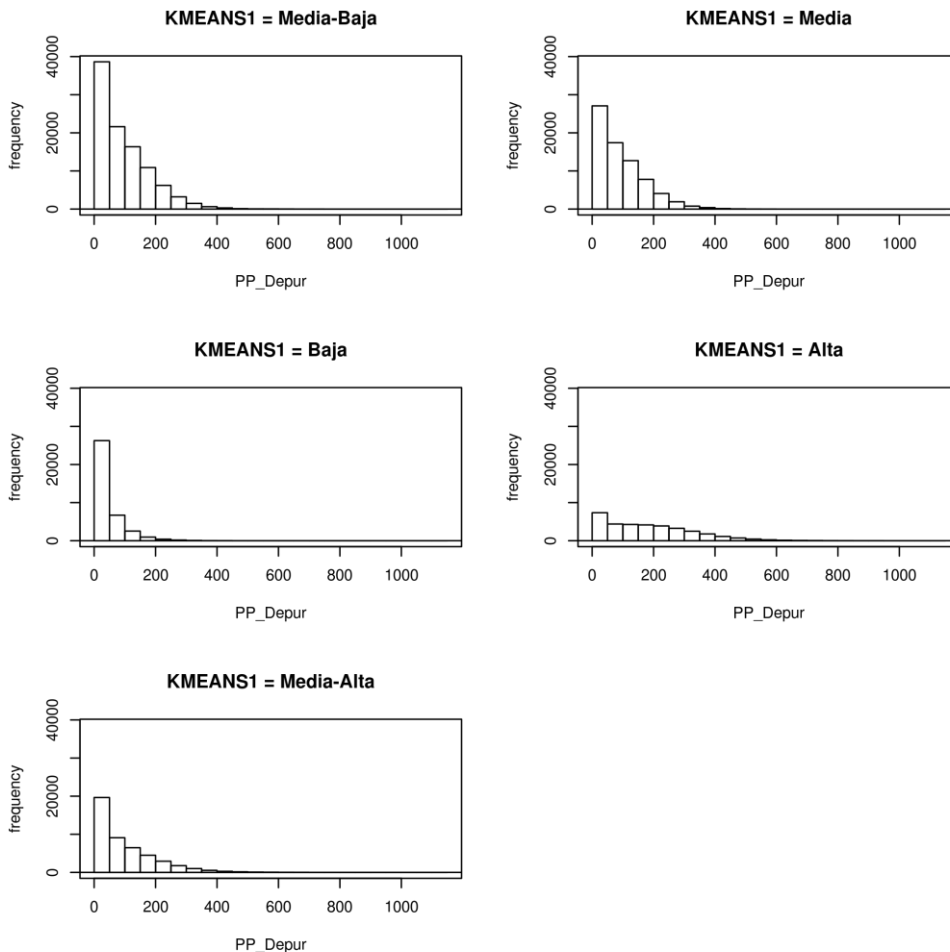 KMEANS1 = Media-Baja
frequency
0 20000 40000
0 200 400 600 800 1000
PP_Depur
KMEANS1 = Media
frequency
0 20000 40000
0 200 400 600 800 1000
PP_Depur
KMEANS1 = Baja
frequency
0 20000 40000
0 200 400 600 800 1000
PP_Depur
KMEANS1 = Alta
frequency
0 20000 40000
0 200 400 600 800 1000
PP_Depur
KMEANS1 = Media-Alta
frequency
0 20000 40000
0 200 400 600 800 1000
PP_Depur